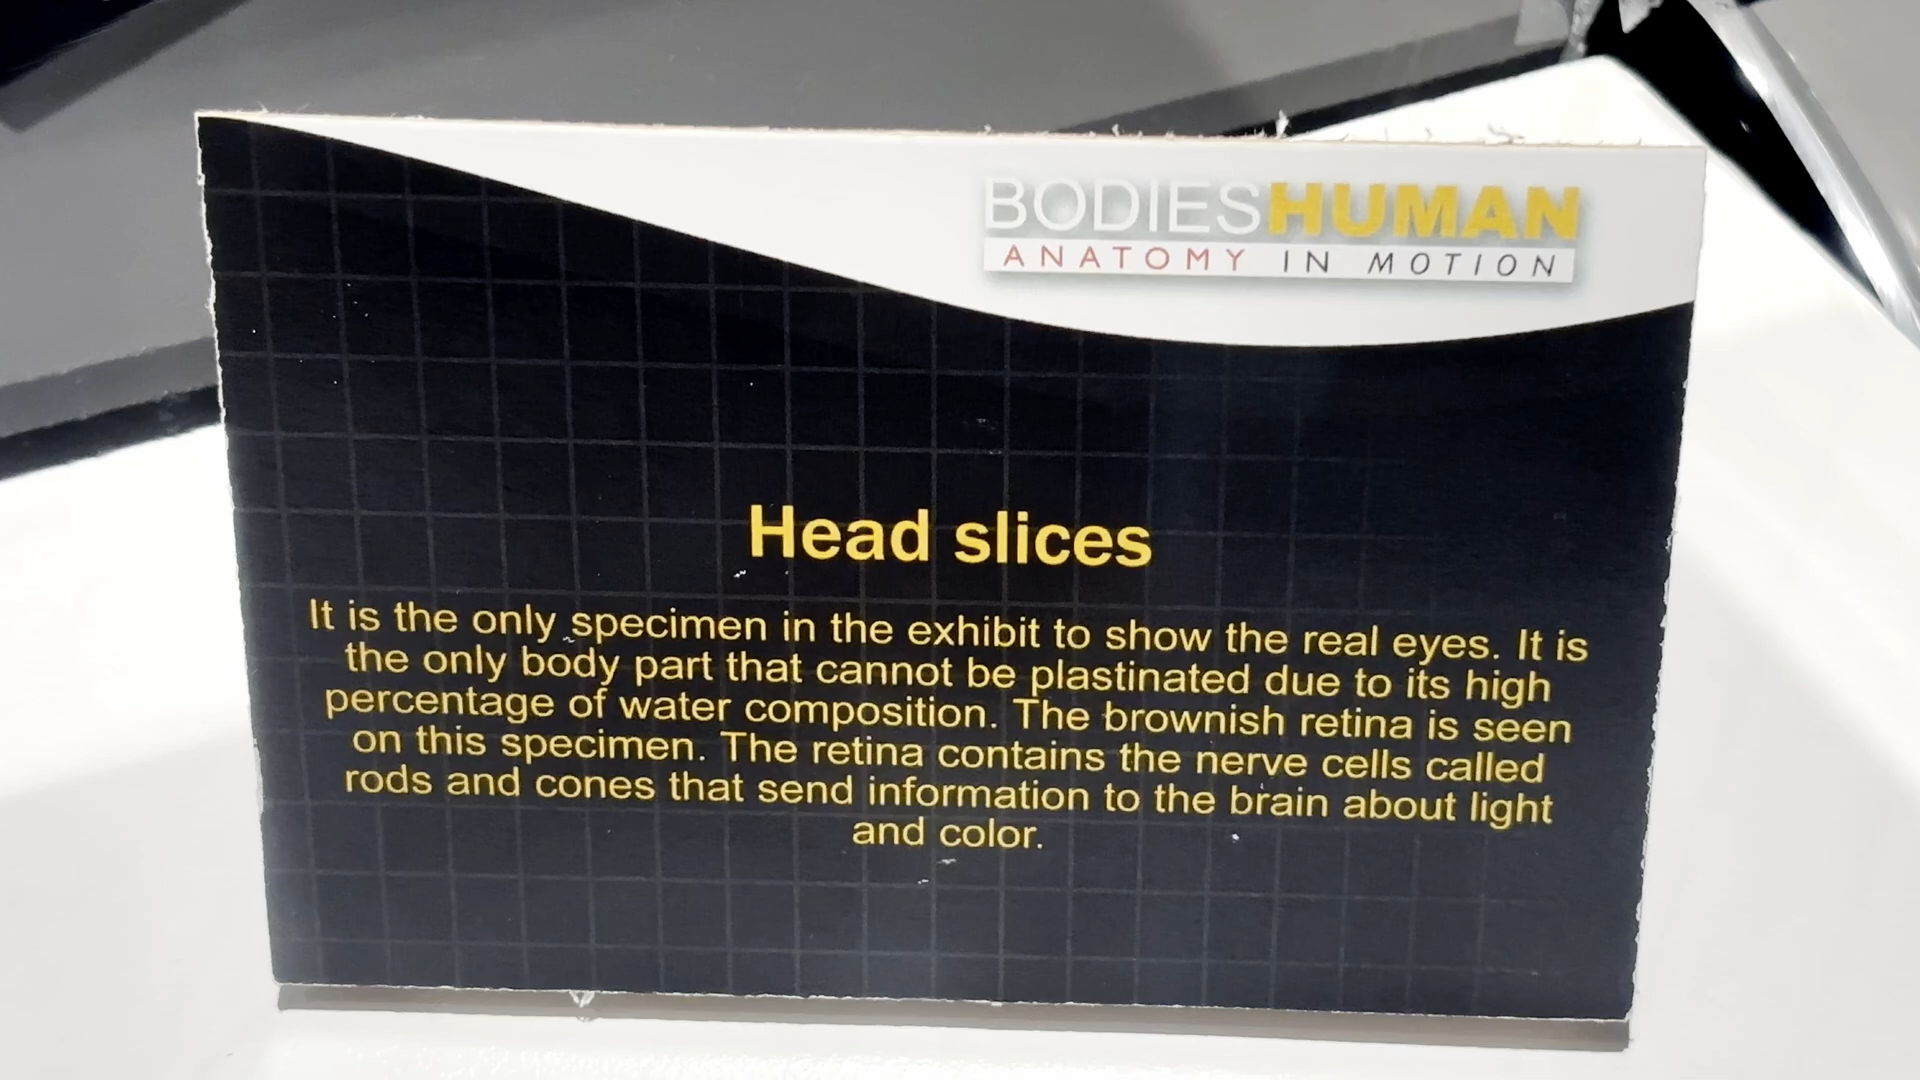 BODIESHUMAN
ANATOMY IN MOTION
Head slices
It is the only specimen in the exhibit to show the real eyes. It is
the only body part that cannot be plastinated due to its high
percentage of water composition. The brownish retina is seen
on this specimen. The retina contains the nerve cells called
rods and cones that send information to the brain about light
and color.